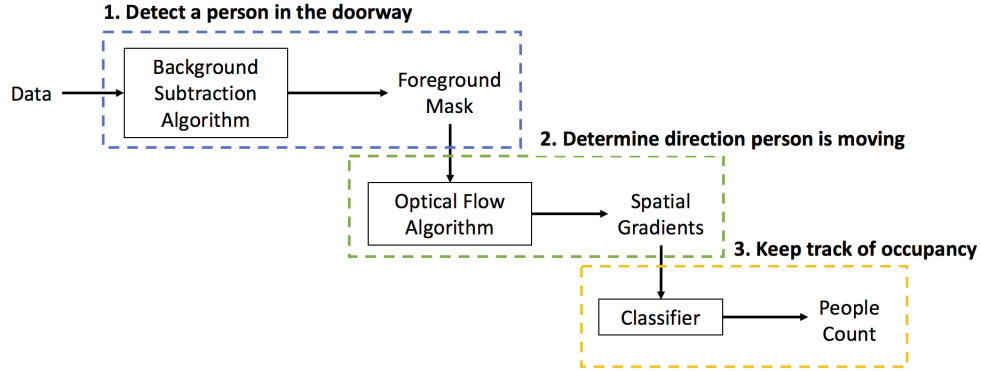 1. Detect a person in the doorway
Data
Background
Subtraction
Algorithm
Foreground
Mask
2. Determine direction person is moving
Optical Flow
Algorithm
Spatial
Gradients
3. Keep track of occupancy
Classifier
People
Count